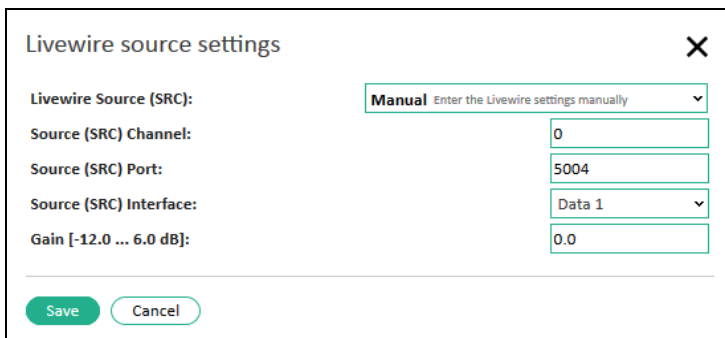 Livewire source settings
Livewire Source (SRC): Manual Enter the Livewire settings manually
Source (SRC) Channel: 0
Source (SRC) Port: 5004
Source (SRC) Interface: Data 1
Gain [-12.0 ... 6.0 dB]: 0.0
Save Cancel